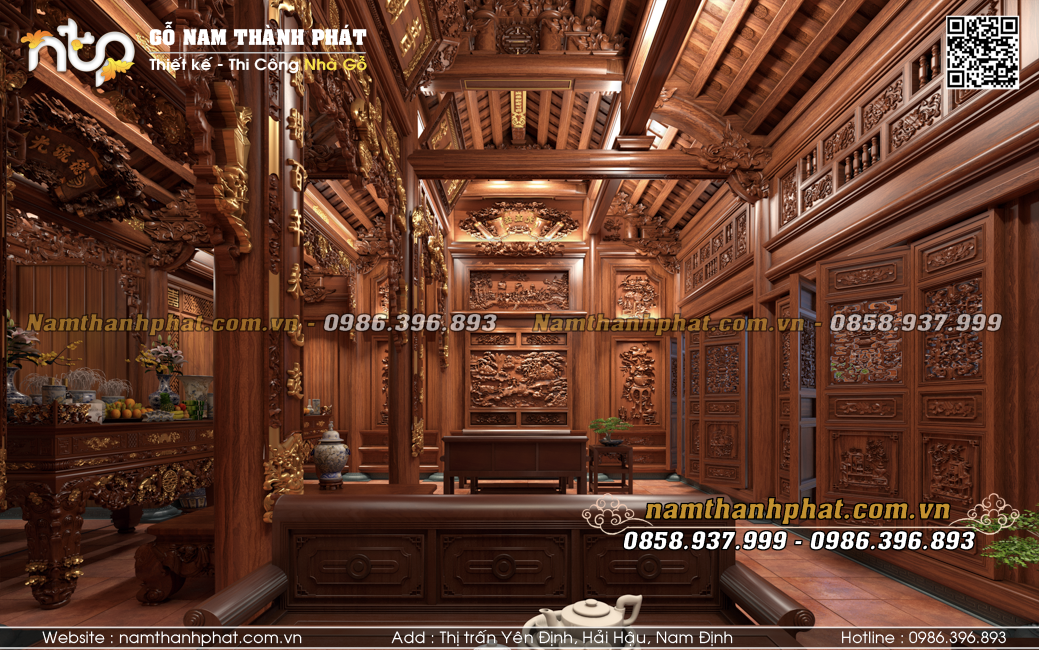 ntp
GỖ NAM THÀNH PHÁT
Thiết kế - Thi Công Nhà Gỗ
Namthanhphat.com.vn - 0986.396.893
Namthanhphat.com.vn - 0858.937.999
namthanhphat.com.vn
0858.937.999 - 0986.396.893
Website : namthanhphat.com.vn
Add : Thị trấn Yên Định, Hải Hậu, Nam Định
Hotline : 0986.396.893